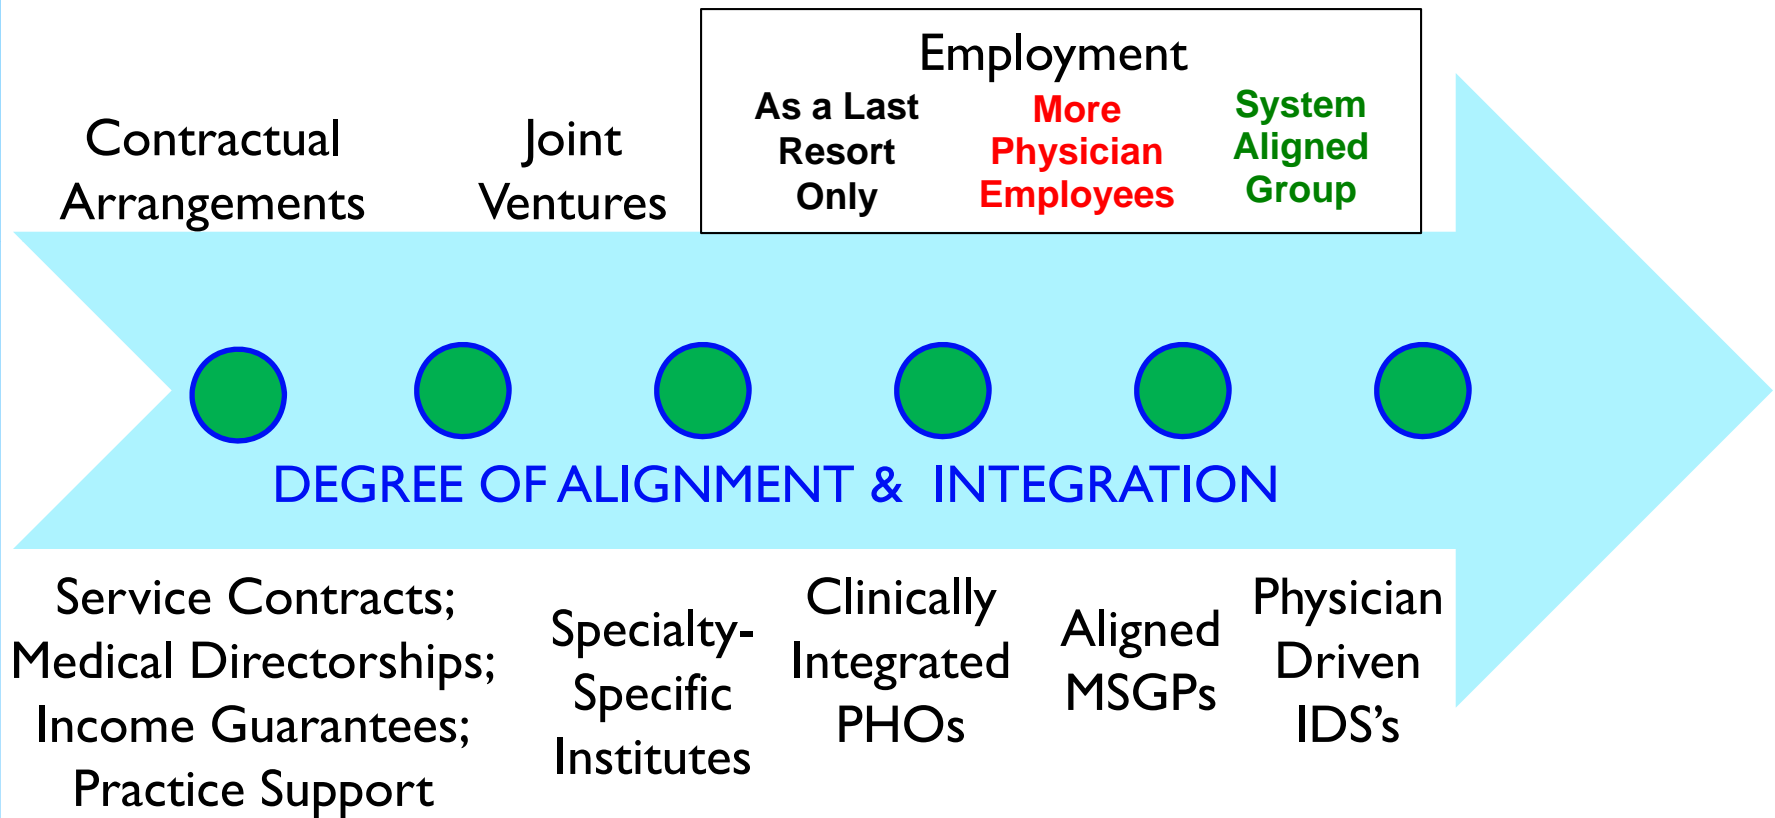 Employment
As a Last
Resort
Only
More
Physician
Employees
System
Aligned
Group
Contractual
Arrangements
Joint
Ventures
DEGREE OF ALIGNMENT & INTEGRATION
Service Contracts;
Medical Directorships;
Income Guarantees;
Practice Support
Specialty-
Specific
Institutes
Clinically
Integrated
PHOs
Aligned
MSGPs
Physician
Driven
IDS’s